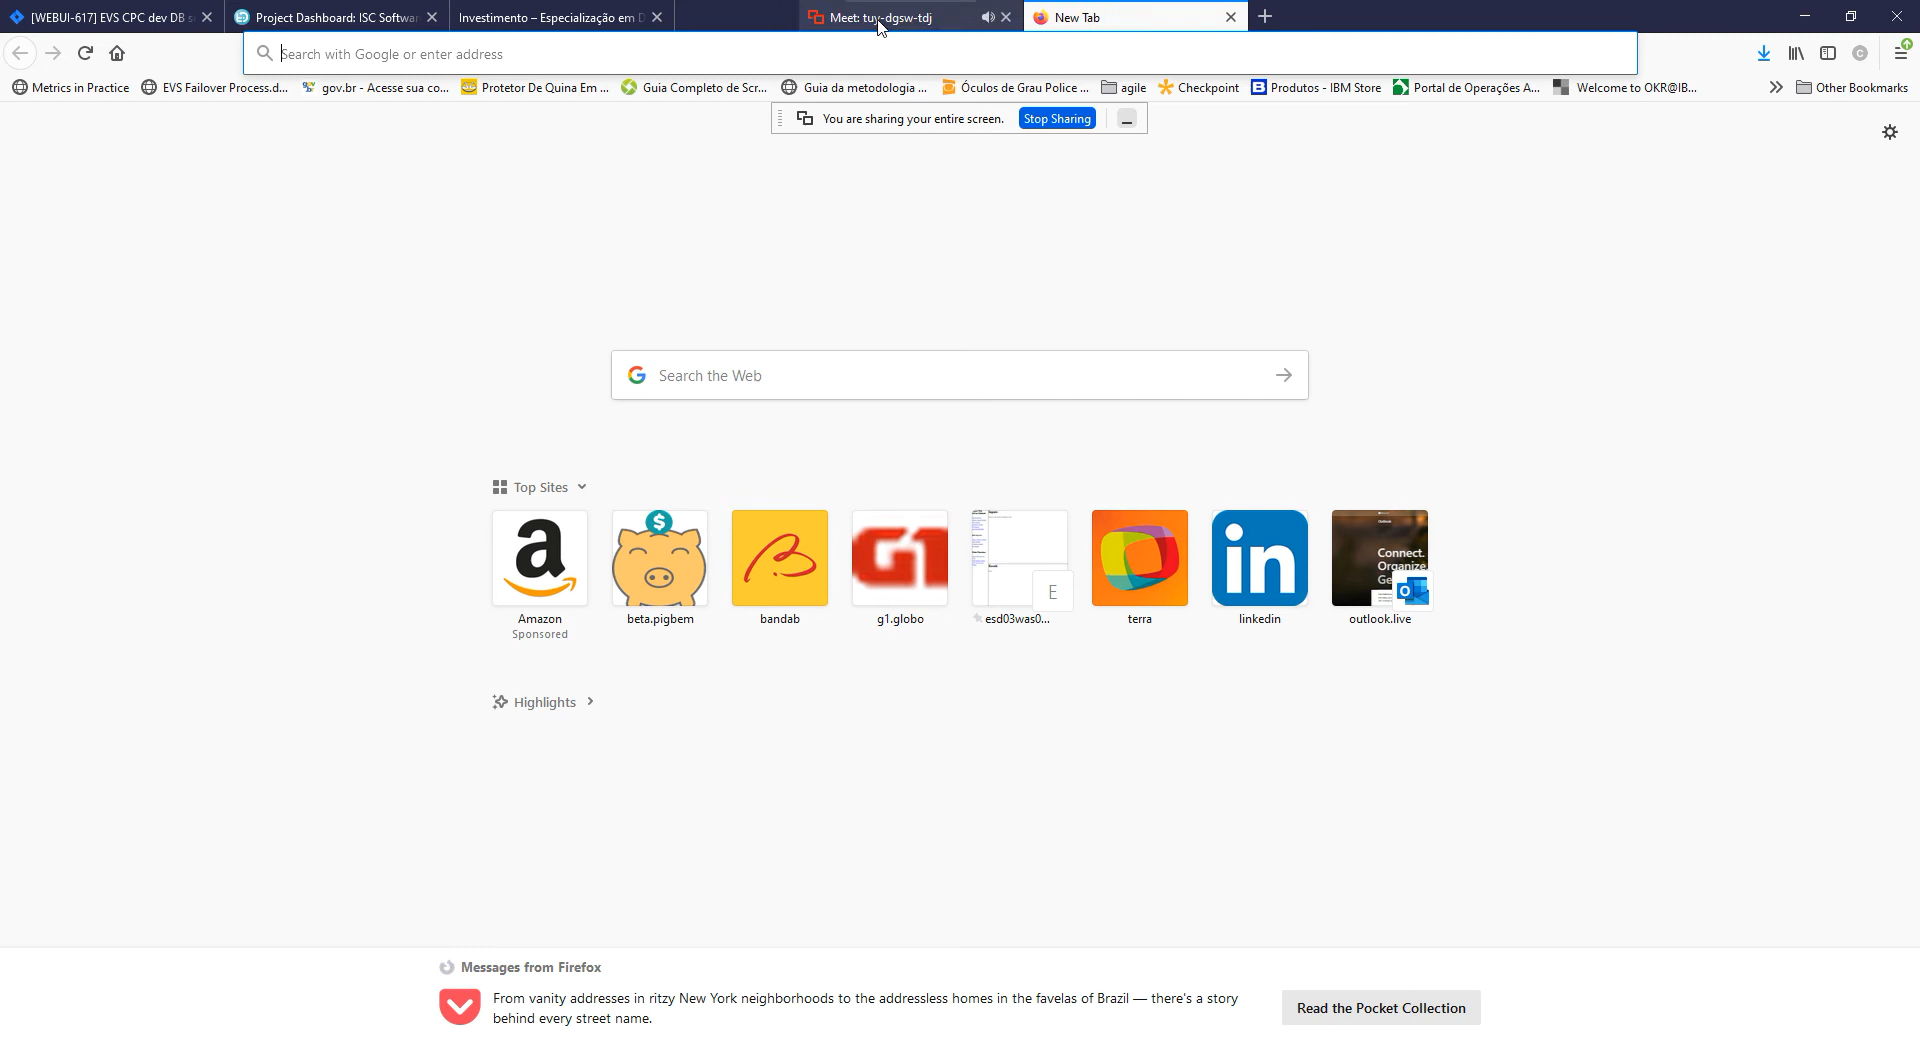 [WEBUI-617] EVS CPC dev DB s
Project Dashboard: ISC Softwar
Investimento – Especialização em D
Meet: tuy-dgsw-tdj
New Tab
Search with Google or enter address
Metrics in Practice
EVS Failover Process.d...
gov.br - Acesse sua co...
Protetor De Quina Em ...
Guia Completo de Scr...
Guia da metodologia ...
Óculos de Grau Police ...
agile
Checkpoint
Produtos - IBM Store
Portal de Operações A...
Welcome to OKR@IB...
Other Bookmarks
You are sharing your entire screen.
Stop Sharing
Search the Web
Top Sites
a
$
B
G1
E
in
Outlook
Connect.
Organize
Ge
Amazon
Sponsored
beta.pigbem
bandab
g1.globo
esd03was0...
terra
linkedin
outlook.live
Highlights
Messages from Firefox
From vanity addresses in ritzy New York neighborhoods to the addressless homes in the favelas of Brazil — there's a story
behind every street name.
Read the Pocket Collection